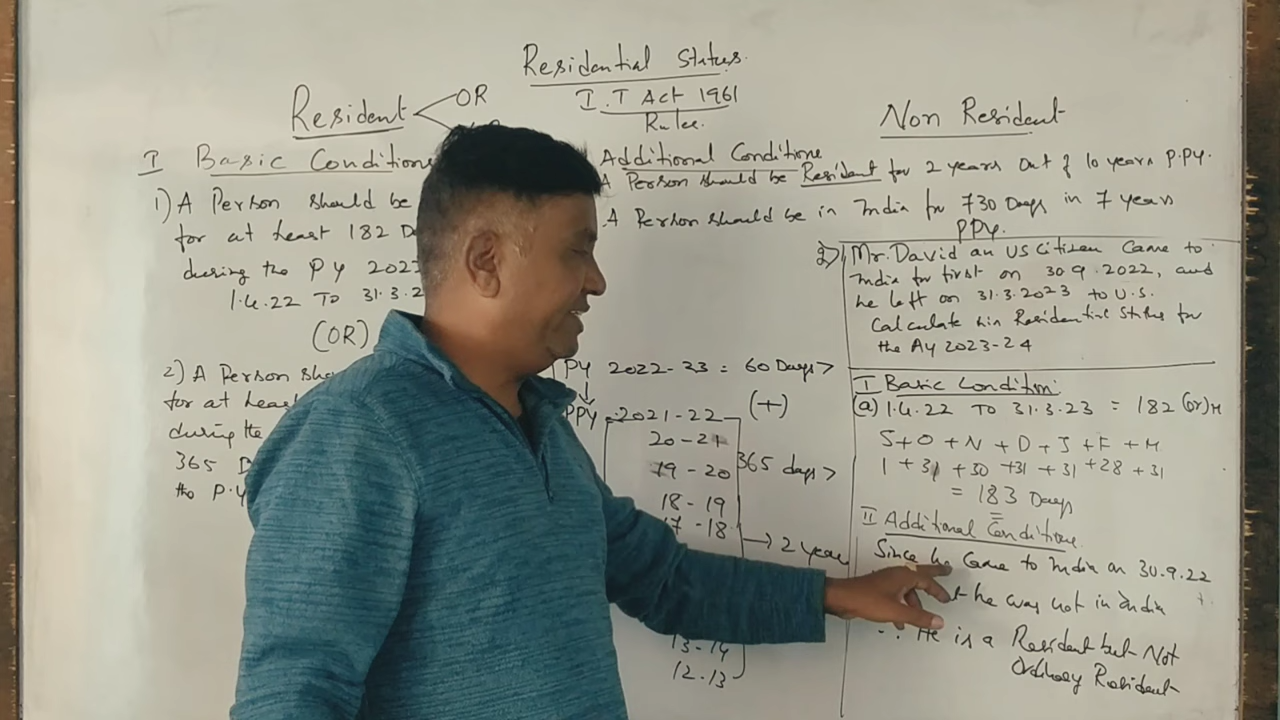 Residential Status.
I.T Act 1961
Rules.
Resident
OR
Non Resident
I Basic Conditions
1) A Person should be
for at least 182 D
during the P Y 202
1.4.22 TO 31.3.2
(OR)
2) A Person sho
for at leas
during the
365 D
the P.Y
Additional Conditions
A Person should be Resident for 2 years out of 10 years P.PY.
A Person should be in India for 730 Days in 7 years
PPY.
PY 2022-23 = 60 Days >
(+)
PPY 2021-22
20-21
19-20 365 days >
18-19
17-18
→ 2 year
13-14
12-13
2) Mr. David an US Citizen Came to
India for first on 30.9.2022, and
he left on 31.3.2023 to U.S.
Calculate his Residential Status for
the Ay 2023-24
I Basic Condition:
(a) 1.4.22 TO 31.3.23 = 182 (or) M
S+O+N+D+J+F+M
1+31+30+31+31+28+31
= 183 Days
II Additional Conditions
Since he Came to India on 30.9.22
he was not in India
∴ He is a Resident but Not
Ordinary Resident